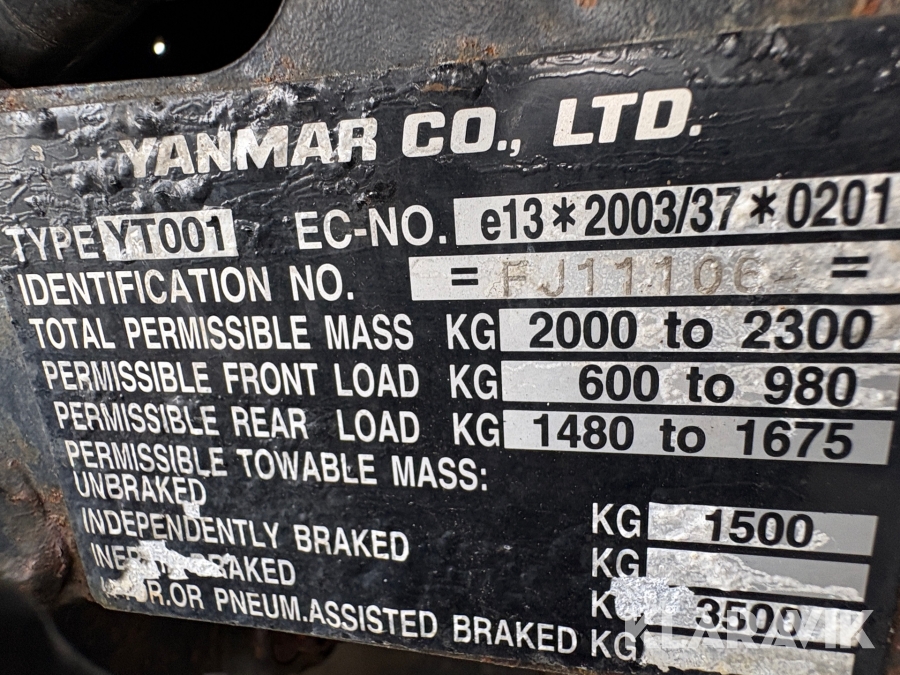 YANMAR CO., LTD.
TYPE YT001 EC-NO. e13*2003/37*0201
IDENTIFICATION NO. = FJ11106- =
TOTAL PERMISSIBLE MASS KG 2000 to 2300
PERMISSIBLE FRONT LOAD KG 600 to 980
PERMISSIBLE REAR LOAD KG 1480 to 1675
PERMISSIBLE TOWABLE MASS:
UNBRAKED KG 1500
INDEPENDENTLY BRAKED KG
BRAKED 3500
OR PNEUM.ASSISTED BRAKED KG
KLARAVIK